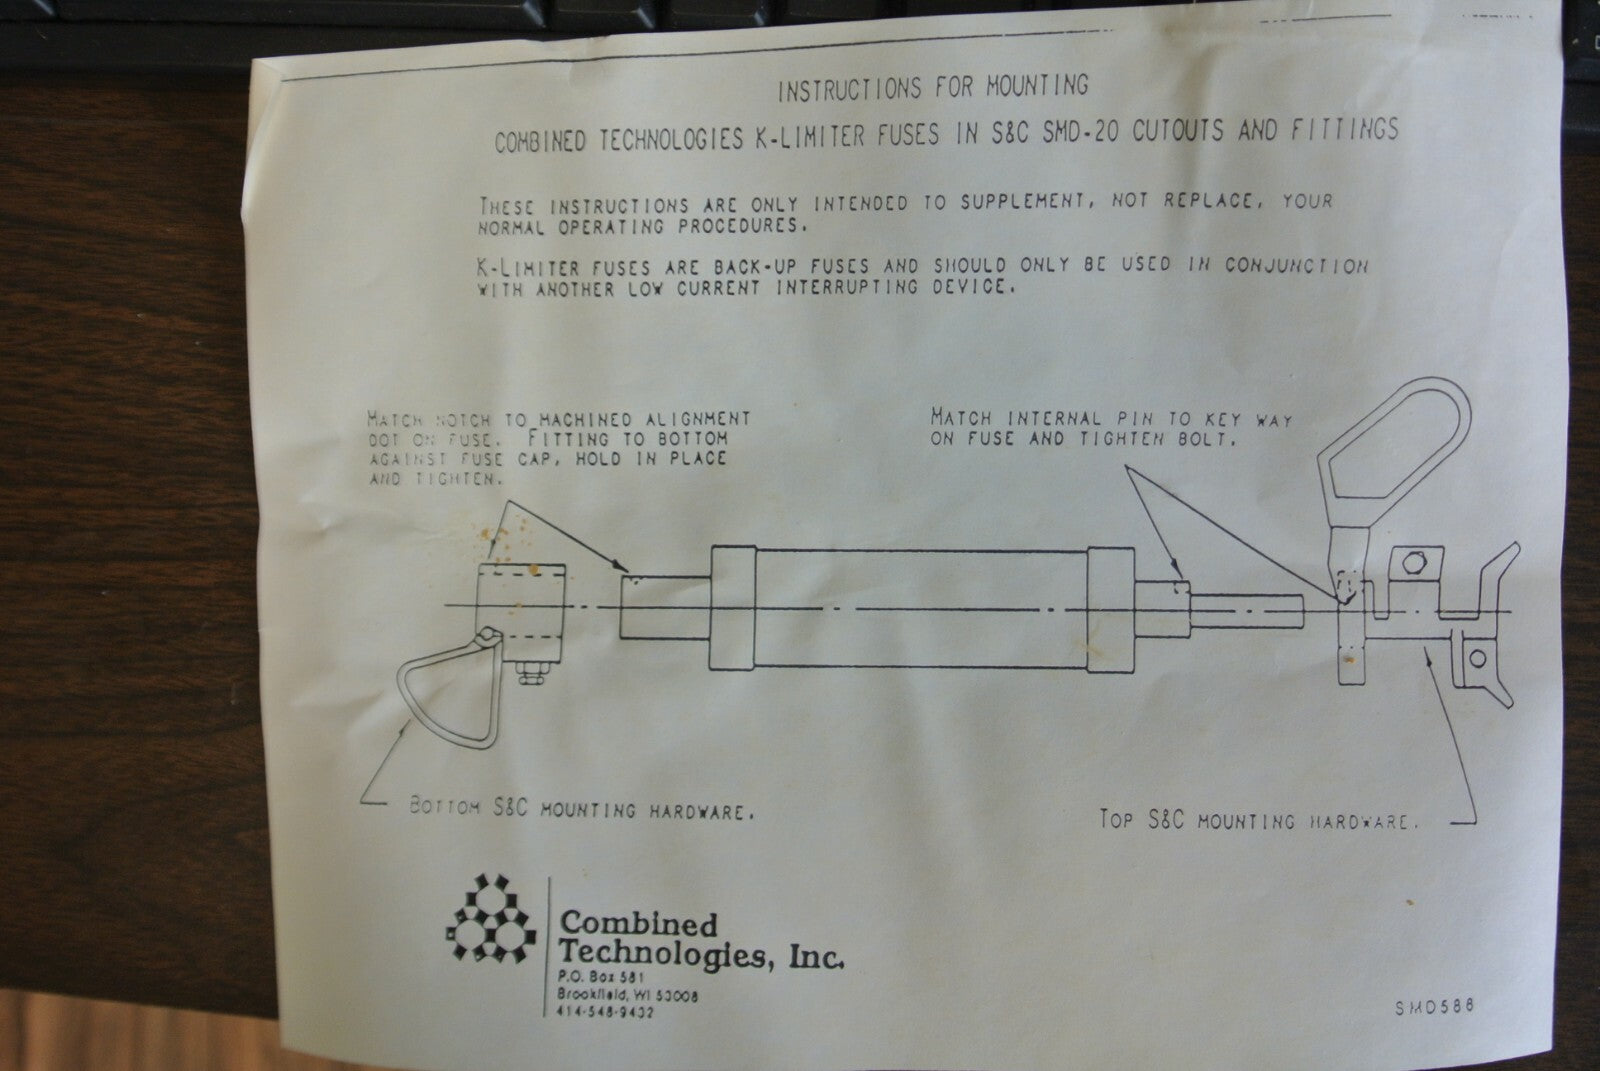 INSTRUCTIONS FOR MOUNTING
COMBINED TECHNOLOGIES K-LIMITER FUSES IN S&C SMD-20 CUTOUTS AND FITTINGS
THESE INSTRUCTIONS ARE ONLY INTENDED TO SUPPLEMENT, NOT REPLACE, YOUR
NORMAL OPERATING PROCEDURES.
K-LIMITER FUSES ARE BACK-UP FUSES AND SHOULD ONLY BE USED IN CONJUNCTION
WITH ANOTHER LOW CURRENT INTERRUPTING DEVICE.
MATCH NOTCH TO MACHINED ALIGNMENT
DOT ON FUSE. FITTING TO BOTTOM
AGAINST FUSE CAP, HOLD IN PLACE
AND TIGHTEN.
MATCH INTERNAL PIN TO KEY WAY
ON FUSE AND TIGHTEN BOLT.
BOTTOM S&C MOUNTING HARDWARE.
TOP S&C MOUNTING HARDWARE.
Combined
Technologies, Inc.
P.O. Box 581
Brookfield, WI 53008
414-548-9432
SMD586